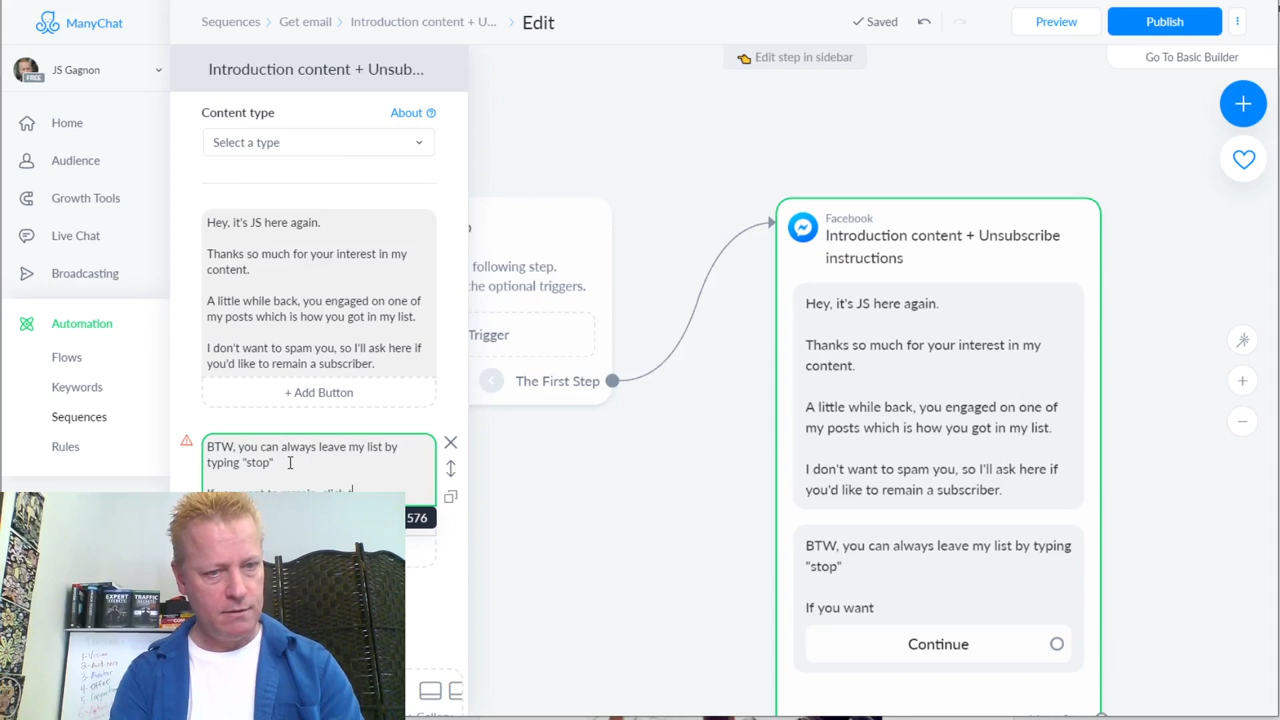 ManyChat
Sequences > Get email > Introduction content + U... > Edit
Saved
Preview
Publish
JS Gagnon
FREE
Introduction content + Unsub...
👈 Edit step in sidebar
Go To Basic Builder
Home
Audience
Growth Tools
Live Chat
Broadcasting
Automation
Flows
Keywords
Sequences
Rules
Content type
About
Select a type
Hey, it's JS here again.
Thanks so much for your interest in my
content.
A little while back, you engaged on one of
my posts which is how you got in my list.
I don't want to spam you, so I'll ask here if
you'd like to remain a subscriber.
+ Add Button
BTW, you can always leave my list by
typing "stop"
576
following step.
the optional triggers.
Trigger
The First Step
Facebook
Introduction content + Unsubscribe
instructions
Hey, it's JS here again.
Thanks so much for your interest in my
content.
A little while back, you engaged on one of
my posts which is how you got in my list.
I don't want to spam you, so I'll ask here if
you'd like to remain a subscriber.
BTW, you can always leave my list by typing
"stop"
If you want
Continue
EXPERT
SECRETS
TRAFFIC
SECRETS